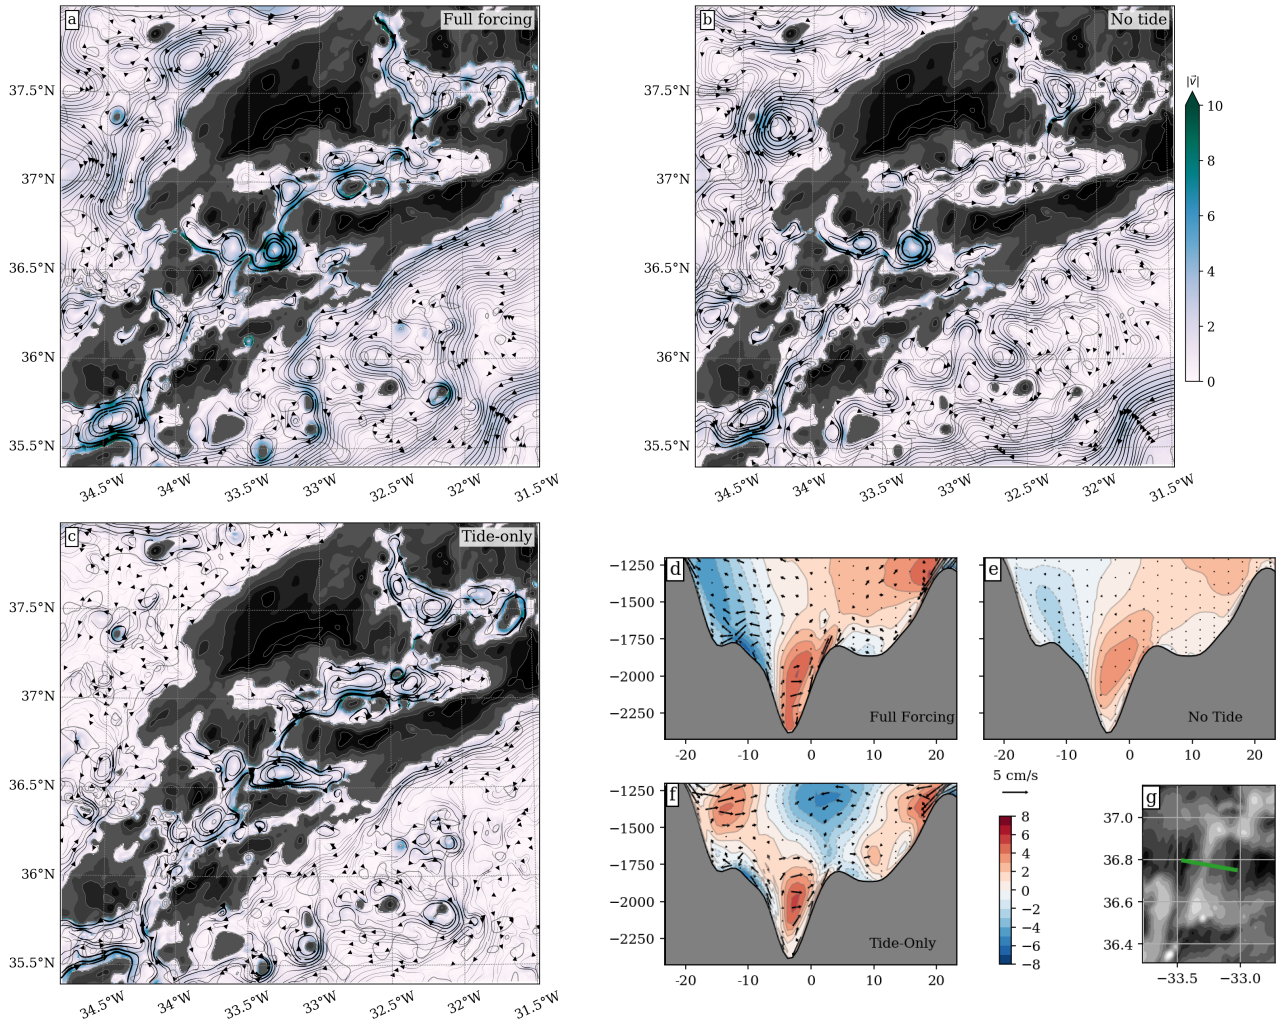 a
Full forcing
37.5°N
37°N
36.5°N
36°N
35.5°N
34.5°W
34°W
33.5°W
33°W
32.5°W
32°W
31.5°W
b
No tide
37.5°N
37°N
36.5°N
36°N
35.5°N
34.5°W
34°W
33.5°W
33°W
32.5°W
32°W
31.5°W
|v⃗|
10
8
6
4
2
0
c
Tide-only
37.5°N
37°N
36.5°N
36°N
35.5°N
34.5°W
34°W
33.5°W
33°W
32.5°W
32°W
31.5°W
d
−1250
−1500
−1750
−2000
−2250
Full Forcing
-20
-10
0
10
20
e
No Tide
-20
-10
0
10
20
f
−1250
−1500
−1750
−2000
−2250
Tide-Only
-20
-10
0
10
20
5 cm/s
8
6
4
2
0
−2
−4
−6
−8
g
37.0
36.8
36.6
36.4
−33.5
−33.0